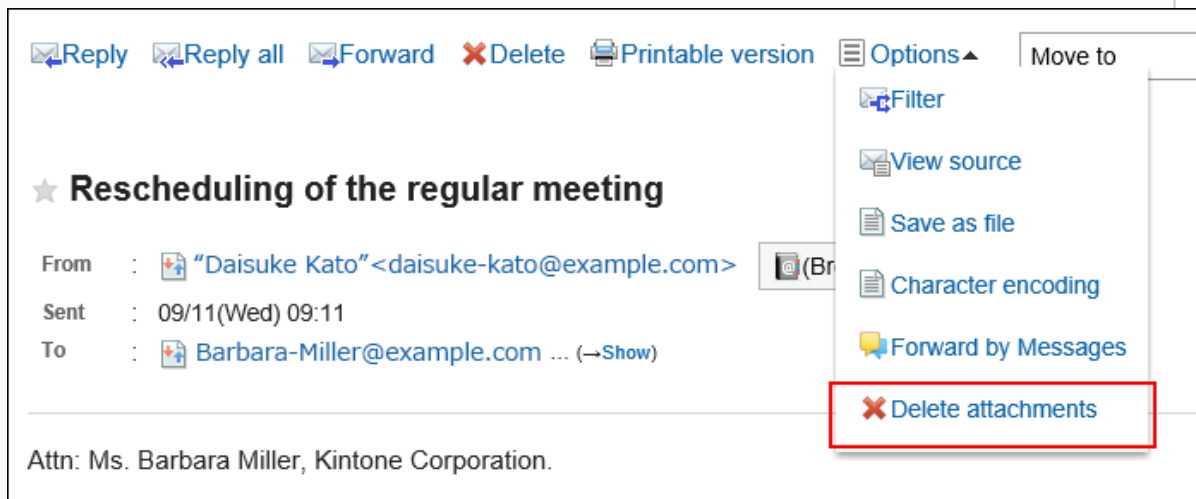 Reply Reply all Forward Delete Printable version Options▲ Move to
Filter
View source
Rescheduling of the regular meeting
Save as file
From : "Daisuke Kato"<daisuke-kato@example.com>
Character encoding
Sent : 09/11(Wed) 09:11
To : Barbara-Miller@example.com ... (→Show)
Forward by Messages
Delete attachments
Attn: Ms. Barbara Miller, Kintone Corporation.